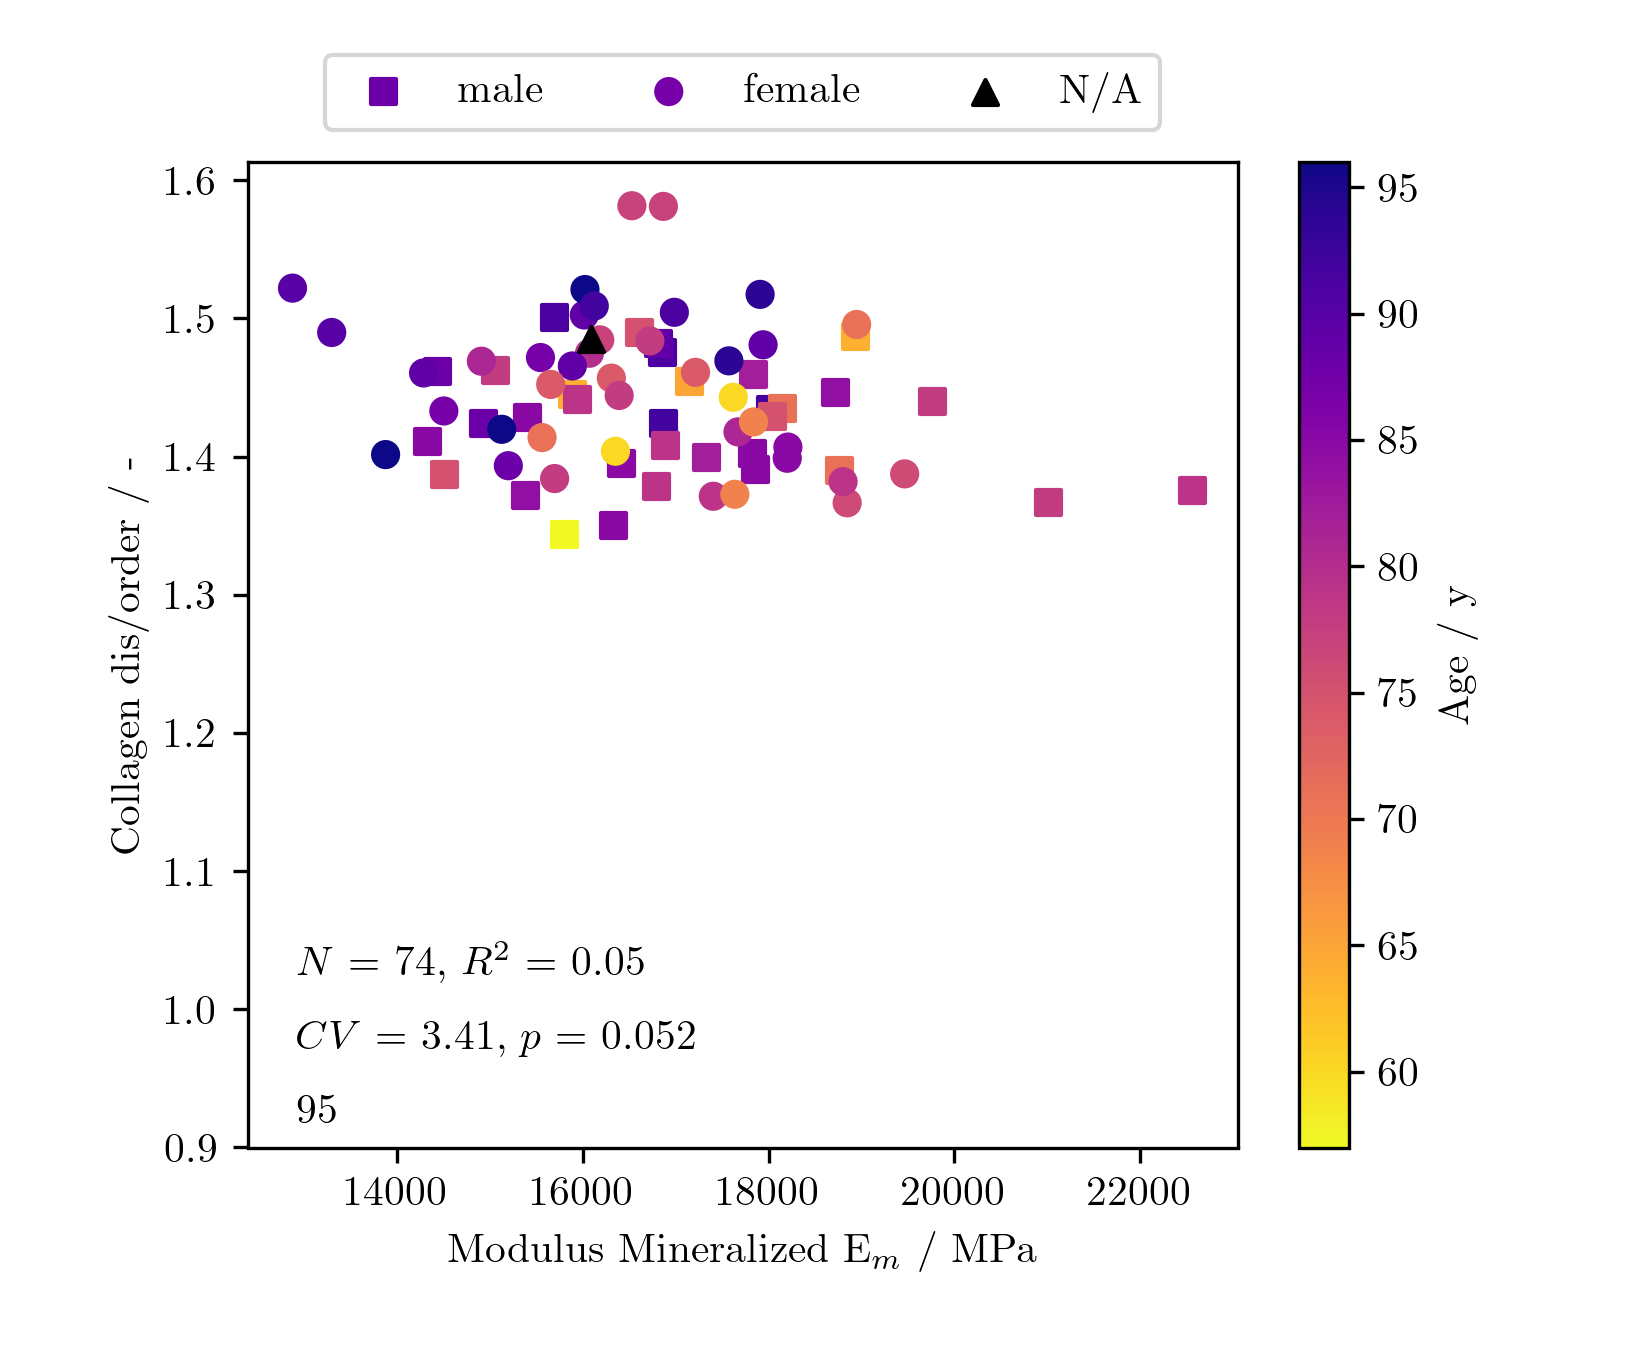 male female N/A
1.6
1.5
1.4
1.3
1.2
1.1
1.0
0.9
Collagen dis/order / -
N = 74, R² = 0.05
CV = 3.41, p = 0.052
95
14000 16000 18000 20000 22000
Modulus Mineralized Eₘ / MPa
95
90
85
80
75
70
65
60
Age / y